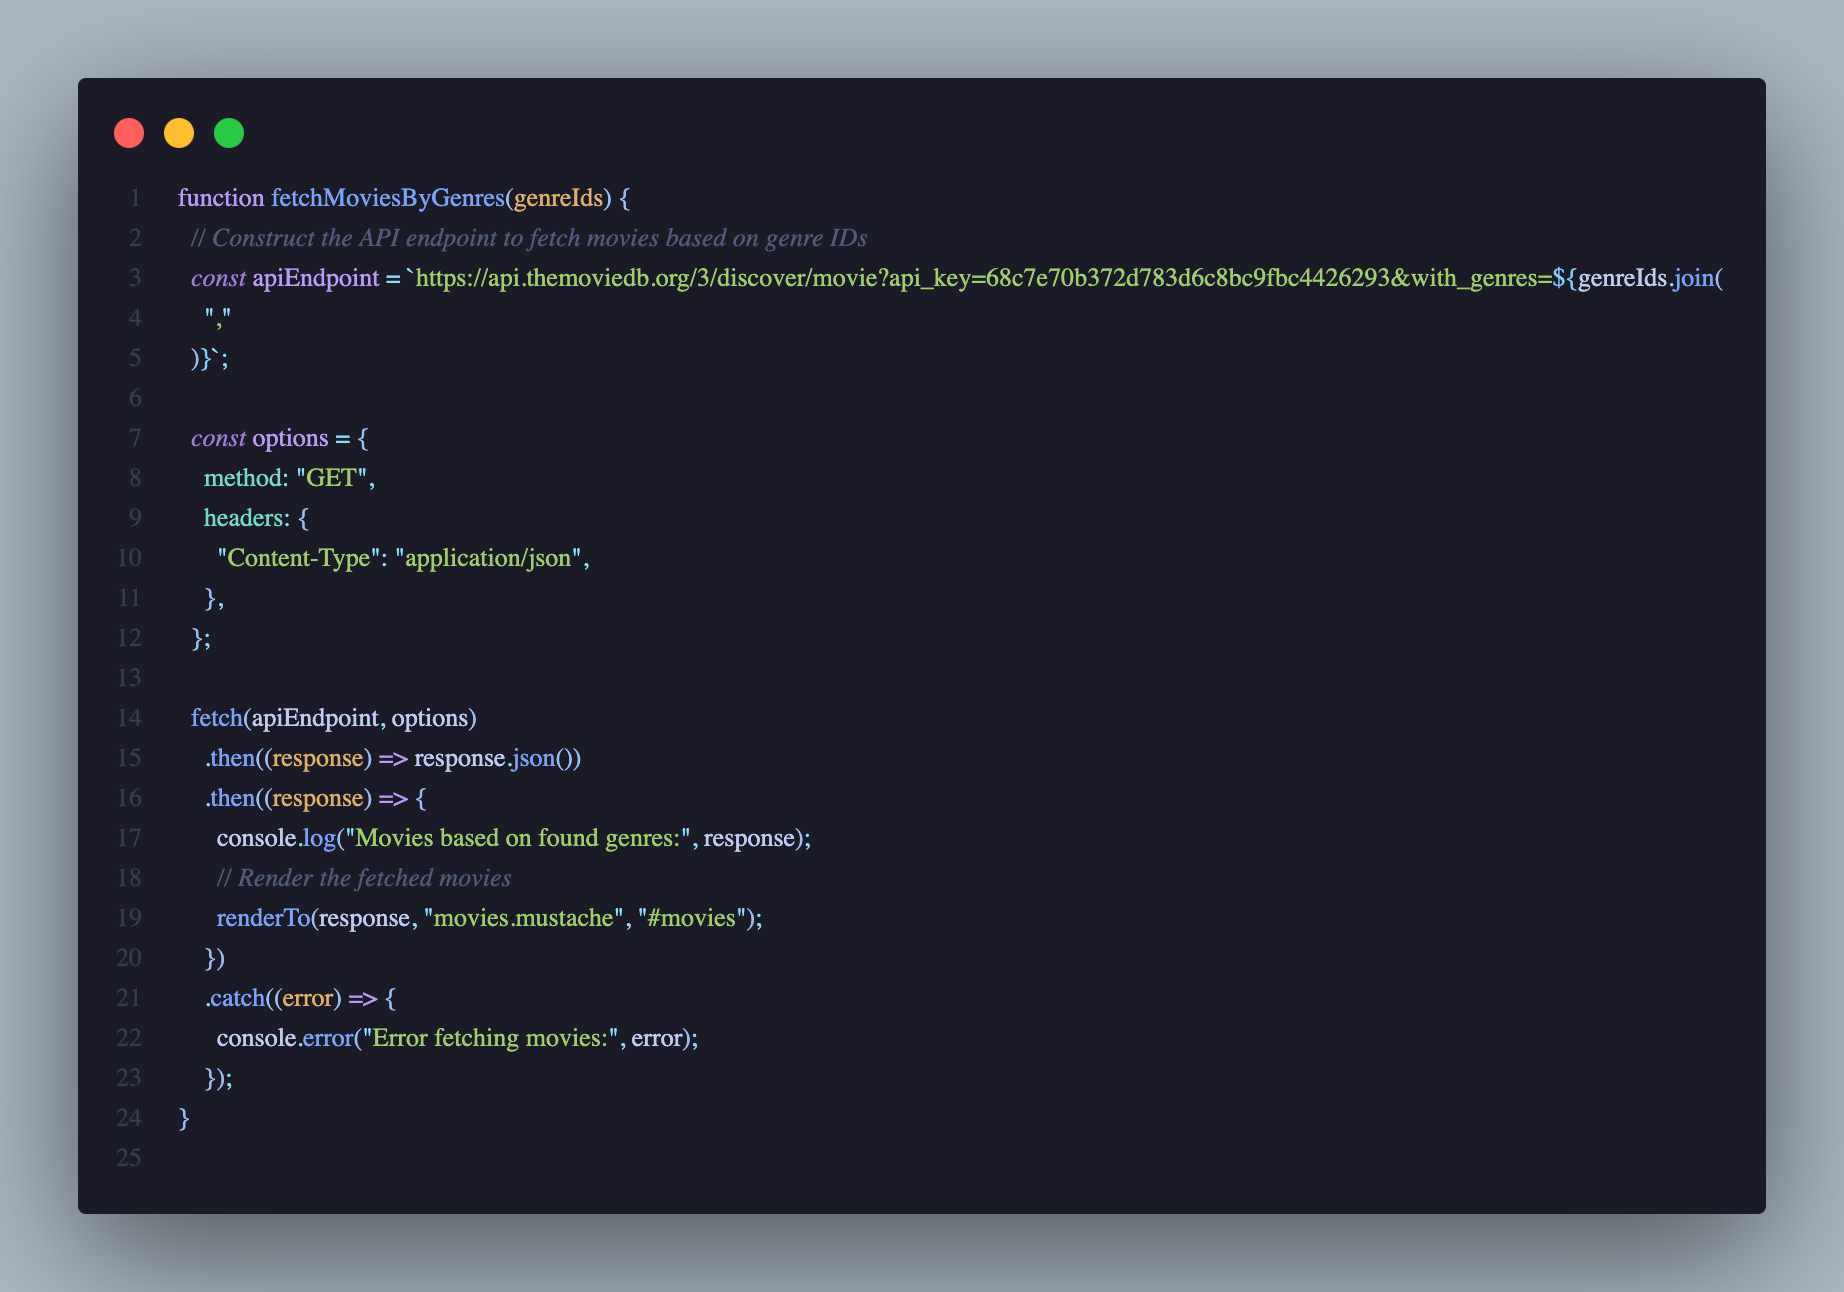 1 function fetchMoviesByGenres(genreIds) {
2 // Construct the API endpoint to fetch movies based on genre IDs
3 const apiEndpoint = `https://api.themoviedb.org/3/discover/movie?api_key=68c7e70b372d783d6c8bc9fbc4426293&with_genres=${genreIds.join(
4 ","
5 )}`;
6
7 const options = {
8 method: "GET",
9 headers: {
10 "Content-Type": "application/json",
11 },
12 };
13
14 fetch(apiEndpoint, options)
15 .then((response) => response.json())
16 .then((response) => {
17 console.log("Movies based on found genres:", response);
18 // Render the fetched movies
19 renderTo(response, "movies.mustache", "#movies");
20 })
21 .catch((error) => {
22 console.error("Error fetching movies:", error);
23 });
24 }
25